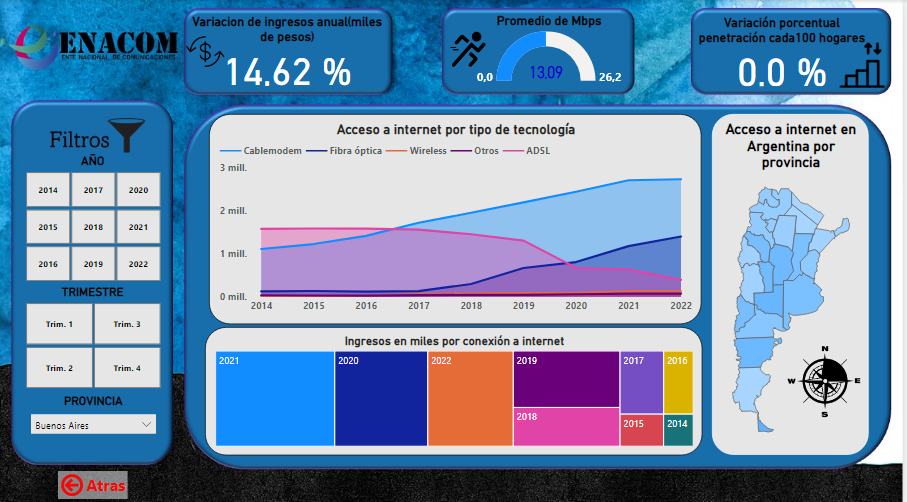 ENACOM
ENTE NACIONAL DE COMUNICACIONES
Variacion de ingresos anual(miles
de pesos)
14.62 %
Promedio de Mbps
0,0
13.09
26,2
Variación porcentual
penetración cada100 hogares
0.0 %
Filtros
AÑO
2014 2017 2020
2015 2018 2021
2016 2019 2022
TRIMESTRE
Trim. 1 Trim. 3
Trim. 2 Trim. 4
PROVINCIA
Buenos Aires
Atras
Acceso a internet por tipo de tecnología
Cablemodem Fibra óptica Wireless Otros ADSL
3 mill.
2 mill.
1 mill.
0 mill.
2014 2015 2016 2017 2018 2019 2020 2021 2022
Ingresos en miles por conexión a internet
2021 2020 2022 2019 2017 2016
2018 2015 2014
Acceso a internet en
Argentina por
provincia
N
W E
S